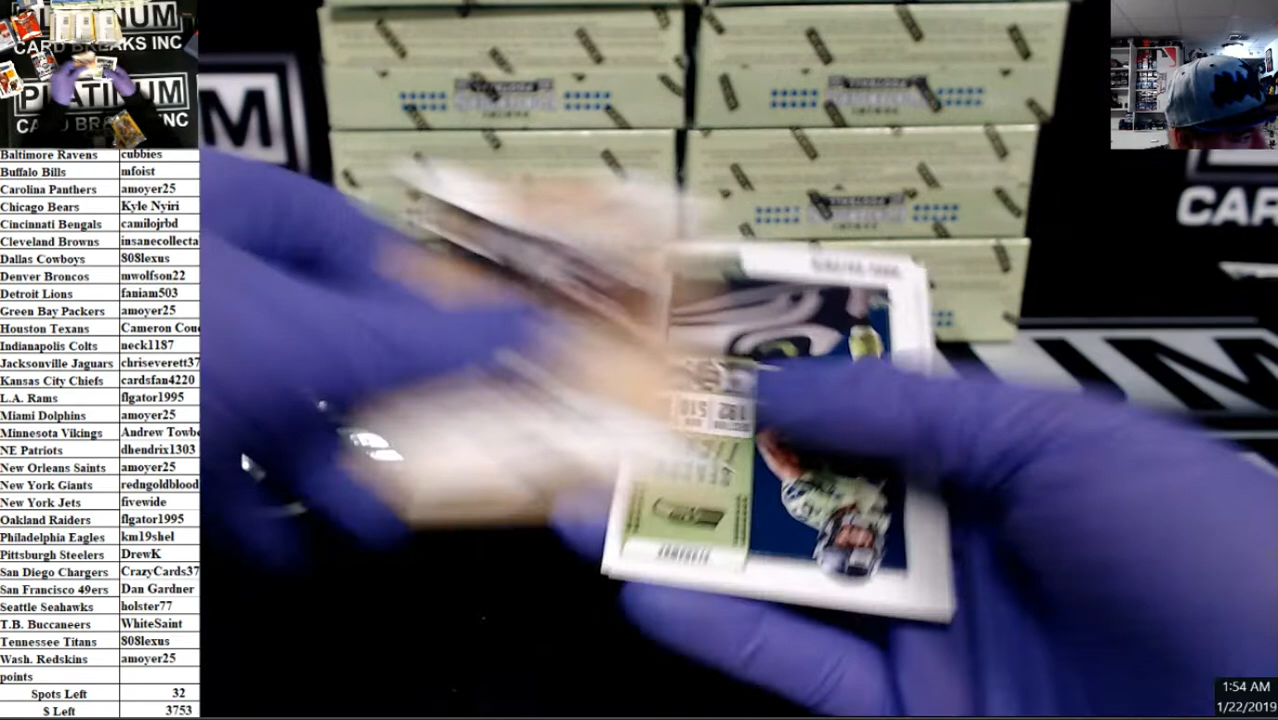 PLATINUM
CARD BREAKS INC
PLATINUM
CARD BREAKS INC
Baltimore Ravens cubbies
Buffalo Bills mfoist
Carolina Panthers amoyer25
Chicago Bears Kyle Nyiri
Cincinnati Bengals camilojrbd
Cleveland Browns insanecollecta
Dallas Cowboys 808lexus
Denver Broncos mwolfson22
Detroit Lions faniam503
Green Bay Packers amoyer25
Houston Texans Cameron Cou
Indianapolis Colts neck1187
Jacksonville Jaguars chriseverett37
Kansas City Chiefs cardsfan4220
L.A. Rams flgator1995
Miami Dolphins amoyer25
Minnesota Vikings Andrew Towb
NE Patriots dhendrix1303
New Orleans Saints amoyer25
New York Giants redngoldblood
New York Jets fivewide
Oakland Raiders flgator1995
Philadelphia Eagles km19shel
Pittsburgh Steelers DrewK
San Diego Chargers CrazyCards37
San Francisco 49ers Dan Gardner
Seattle Seahawks holster77
T.B. Buccaneers WhiteSaint
Tennessee Titans 808lexus
Wash. Redskins amoyer25
points
Spots Left 32
$ Left 3753
M
CAR
UM
1:54 AM
1/22/2019